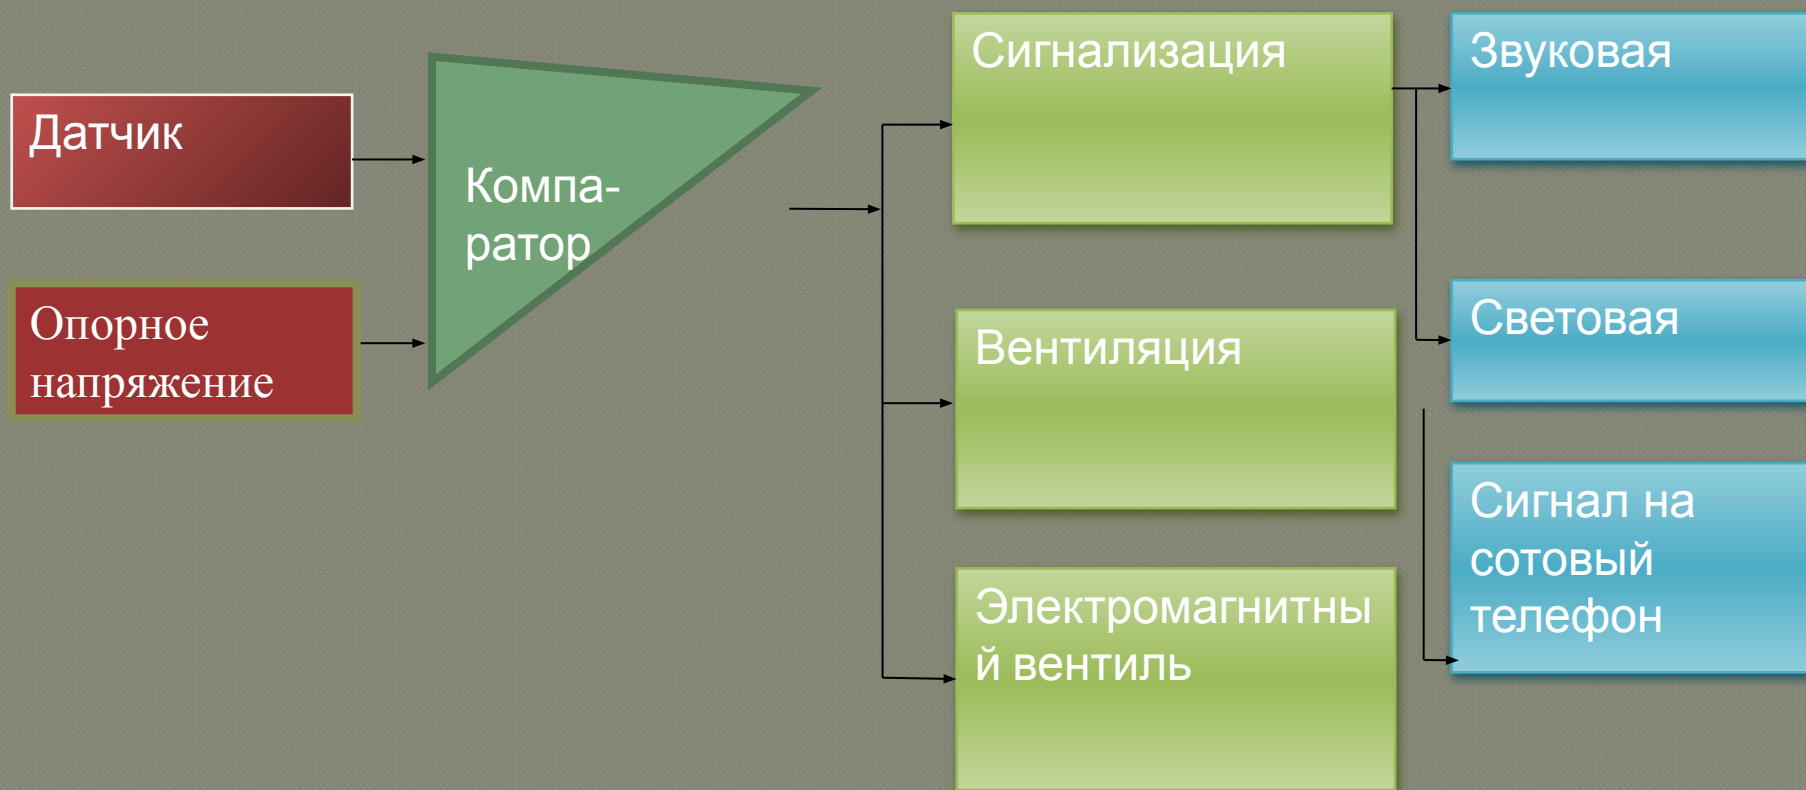 Датчик
Опорное
напряжение
Компа-
ратор
Сигнализация
Вентиляция
Электромагнитны
й вентиль
Звуковая
Световая
Сигнал на
сотовый
телефон